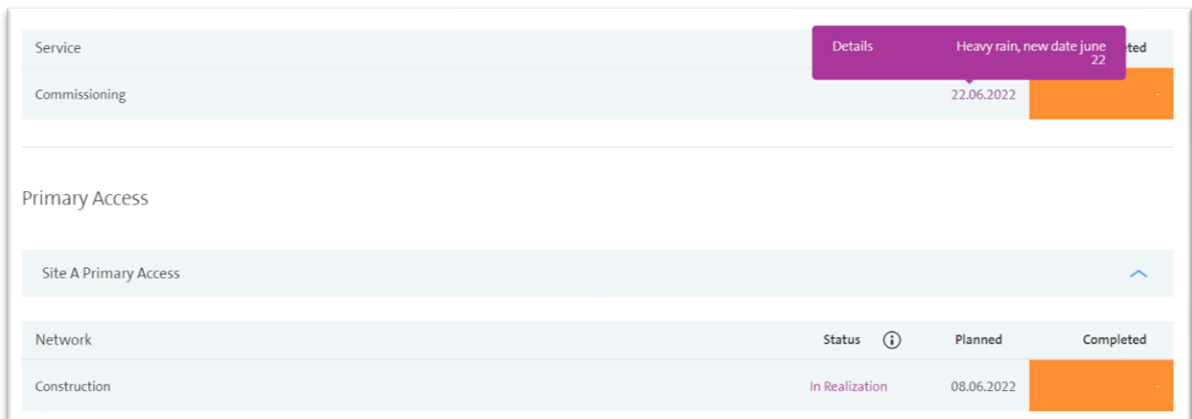 Service
Details Heavy rain, new date june
22
Commissioning 22.06.2022 -
Primary Access
Site A Primary Access
Network Status i Planned Completed
Construction In Realization 08.06.2022 -